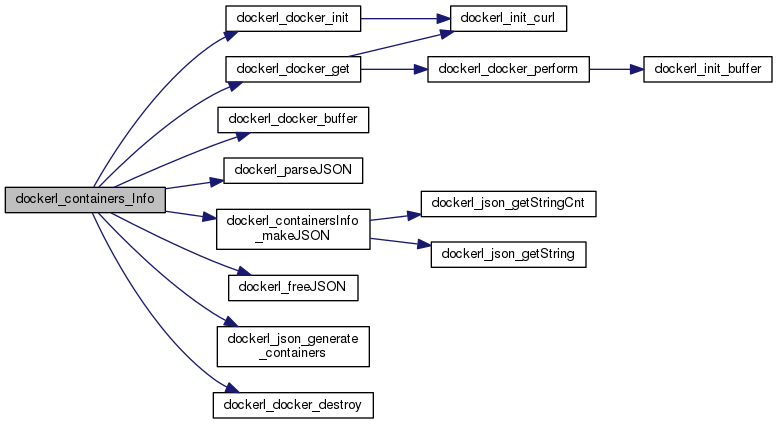 dockerl_docker_init
dockerl_init_curl
dockerl_docker_get
dockerl_docker_perform
dockerl_init_buffer
dockerl_docker_buffer
dockerl_parseJSON
dockerl_containers_Info
dockerl_containersInfo
_makeJSON
dockerl_json_getStringCnt
dockerl_json_getString
dockerl_freeJSON
dockerl_json_generate
_containers
dockerl_docker_destroy